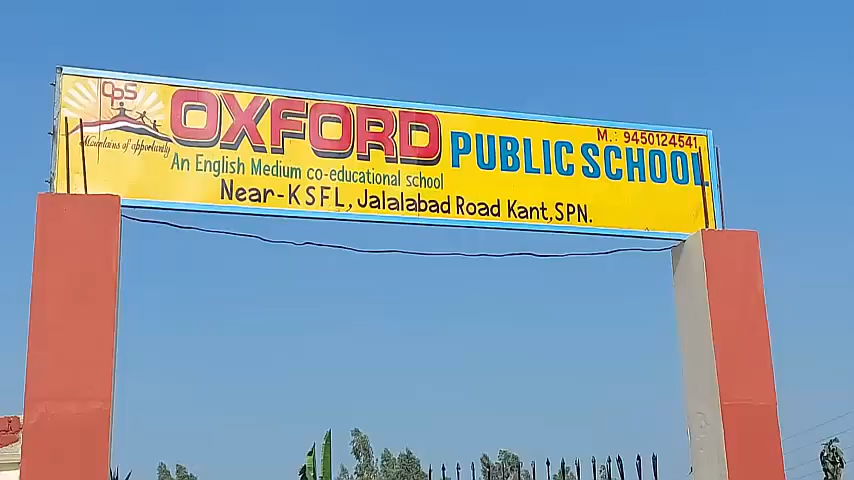 OPS
Mountains of opportunity
OXFORD PUBLIC SCHOOL
M.: 9450124541
An English Medium co-educational school
Near-KSFL, Jalalabad Road Kant, SPN.